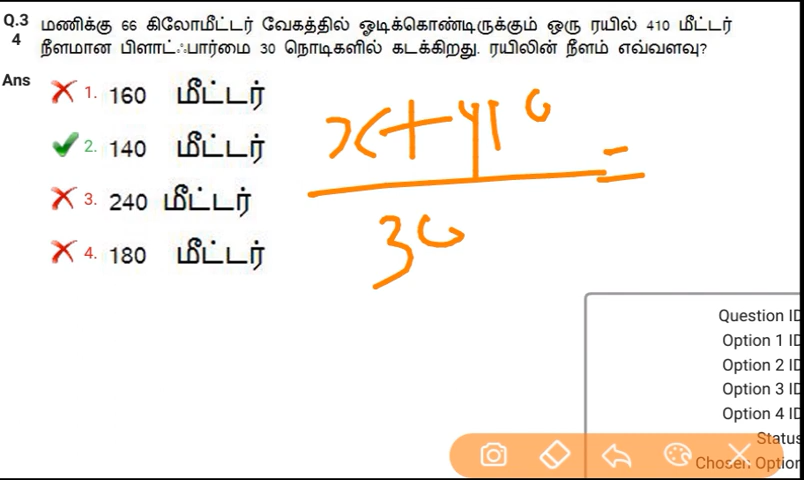 Q.3 மணிக்கு 66 கிலோமீட்டர் வேகத்தில் ஓடிக்கொண்டிருக்கும் ஒரு ரயில் 410 மீட்டர்
4 நீளமான பிளாட்ஃபார்மை 30 நொடிகளில் கடக்கிறது. ரயிலின் நீளம் எவ்வளவு?
Ans
1. 160 மீட்டர்
2. 140 மீட்டர்
3. 240 மீட்டர்
4. 180 மீட்டர்
x+410
=
30
Question ID
Option 1 ID
Option 2 ID
Option 3 ID
Option 4 ID
Status
Chosen Option